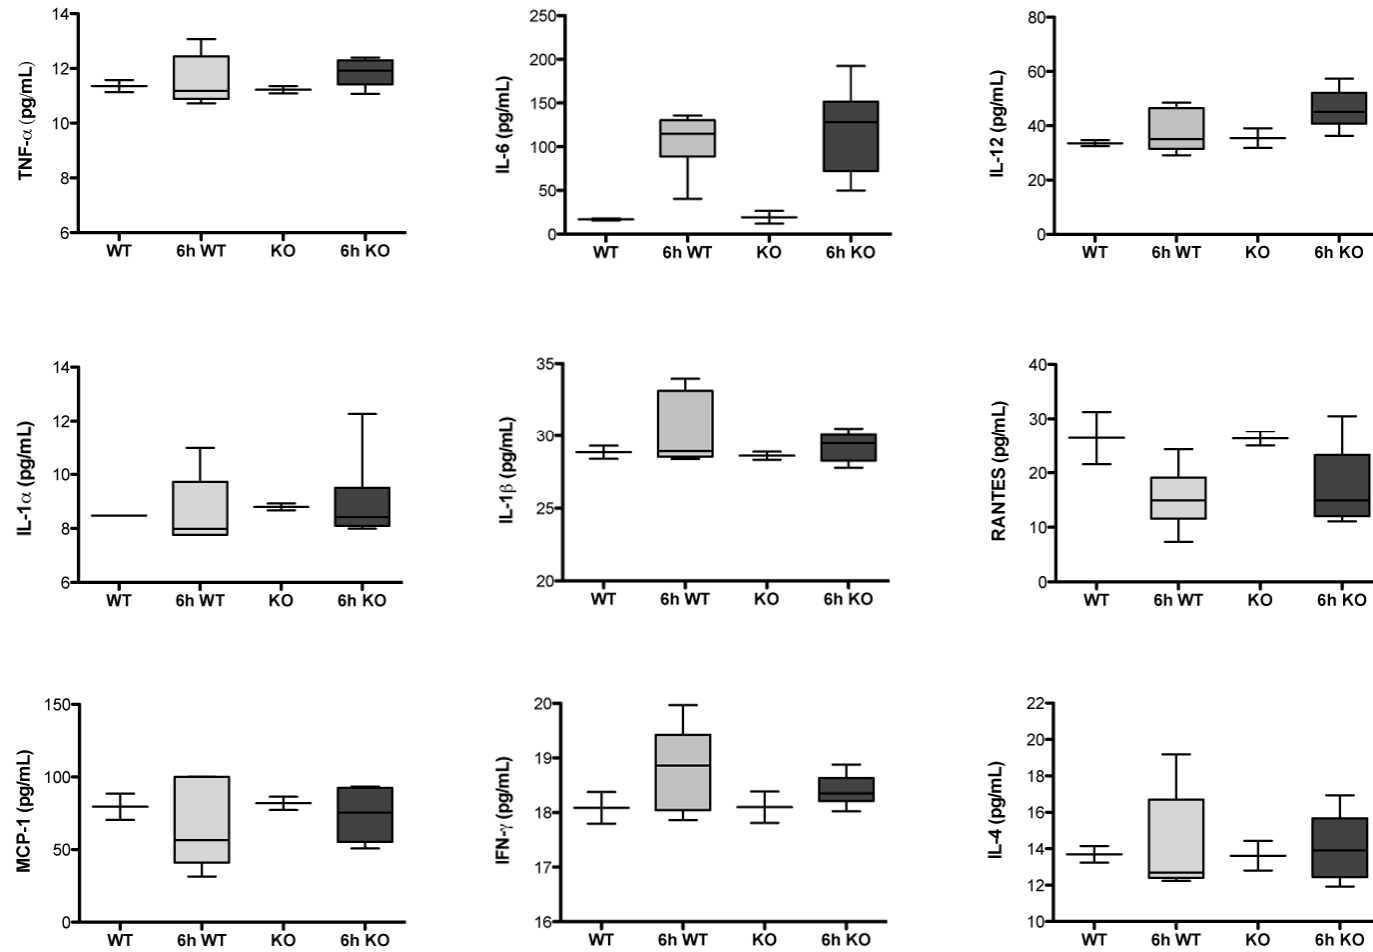 TNF-α (pg/mL)
14
12
10
8
6
WT 6h WT KO 6h KO
IL-6 (pg/mL)
250
200
150
100
50
0
WT 6h WT KO 6h KO
IL-12 (pg/mL)
80
60
40
20
0
WT 6h WT KO 6h KO
IL-1α (pg/mL)
14
12
10
8
6
WT 6h WT KO 6h KO
IL-1β (pg/mL)
35
30
25
20
WT 6h WT KO 6h KO
RANTES (pg/mL)
40
30
20
10
0
WT 6h WT KO 6h KO
MCP-1 (pg/mL)
150
100
50
0
WT 6h WT KO 6h KO
IFN-γ (pg/mL)
20
19
18
17
16
WT 6h WT KO 6h KO
IL-4 (pg/mL)
22
20
18
16
14
12
10
WT 6h WT KO 6h KO